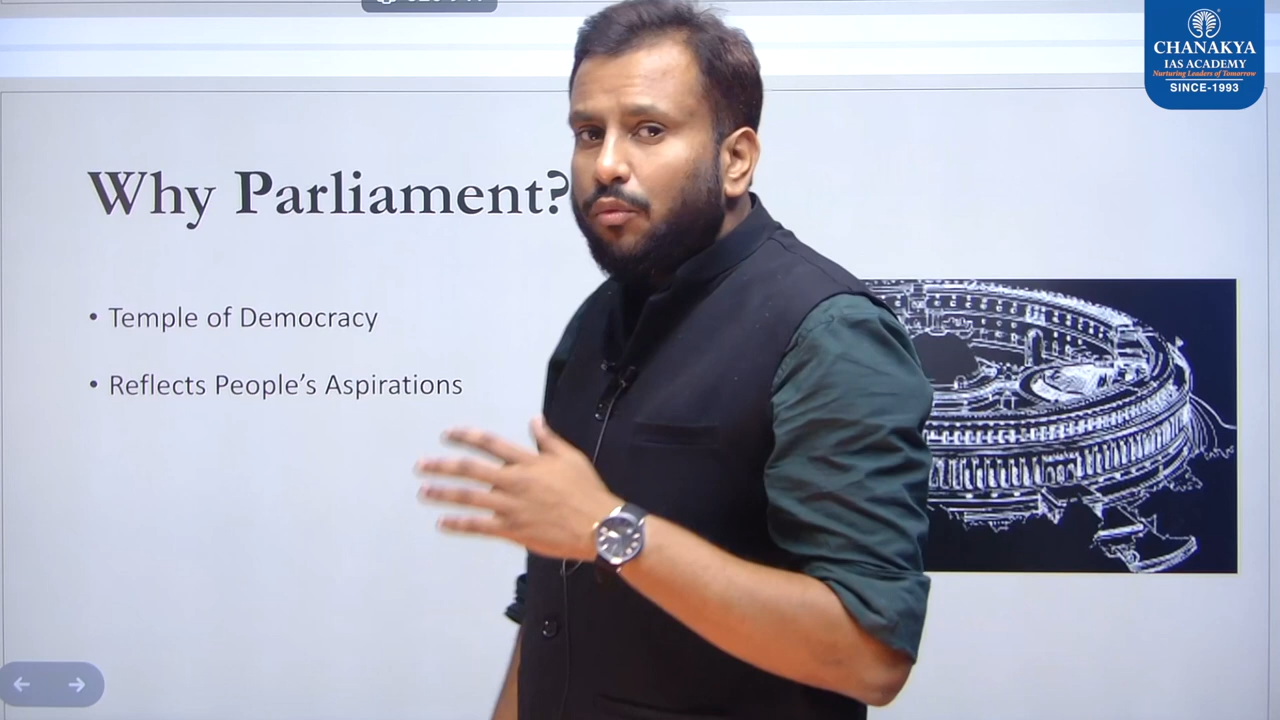 CHANAKYA
IAS ACADEMY
Nurturing Leaders of Tomorrow
SINCE-1993
Why Parliament?
• Temple of Democracy
• Reflects People's Aspirations